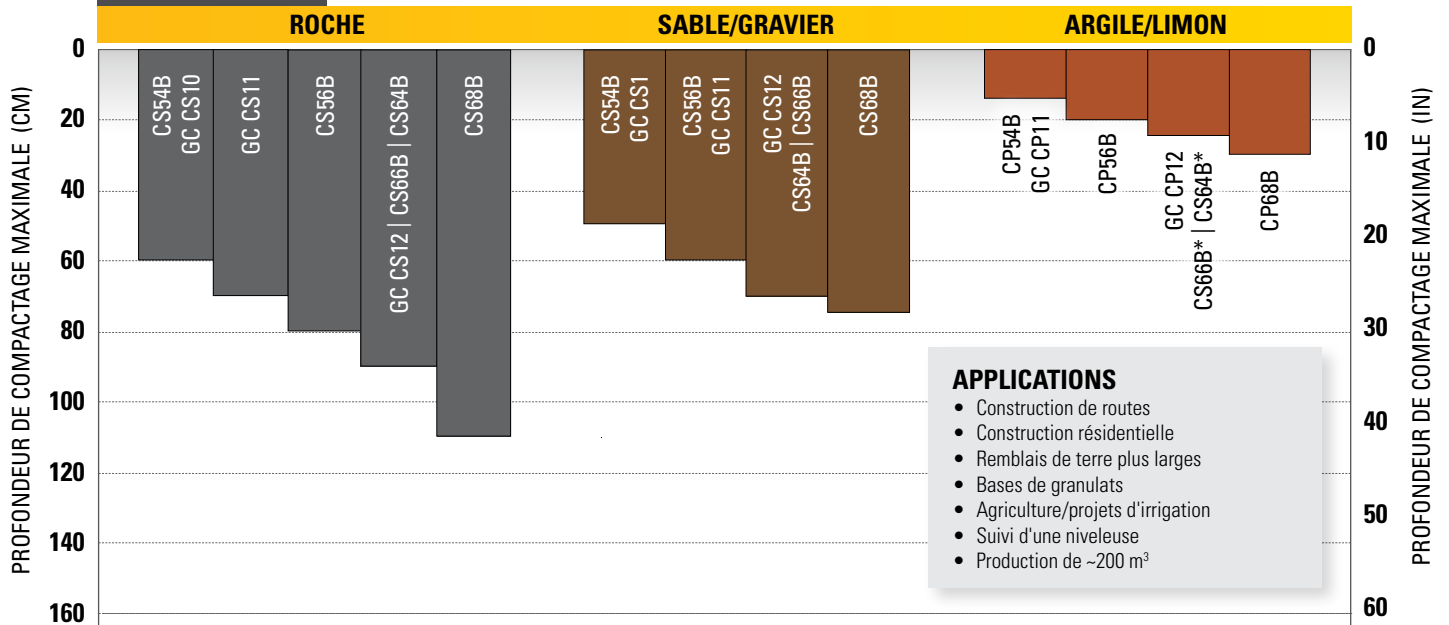 ROCHE
SABLE/GRAVIER
ARGILE/LIMON
PROFONDEUR DE COMPACTAGE MAXIMALE (CM)
0
20
40
60
80
100
120
140
160
CS54B
GC CS10
GC CS11
CS56B
GC CS12 | CS66B | CS64B
CS68B
CS54B
GC CS1
CS56B
GC CS11
GC CS12
CS64B | CS66B
CS68B
CP54B
GC CP11
CP56B
GC CP12
CS66B* | CS64B*
CP68B
APPLICATIONS
• Construction de routes
• Construction résidentielle
• Remblais de terre plus larges
• Bases de granulats
• Agriculture/projets d'irrigation
• Suivi d'une niveleuse
• Production de ~200 m³
0
10
20
30
40
50
60
PROFONDEUR DE COMPACTAGE MAXIMALE (IN)